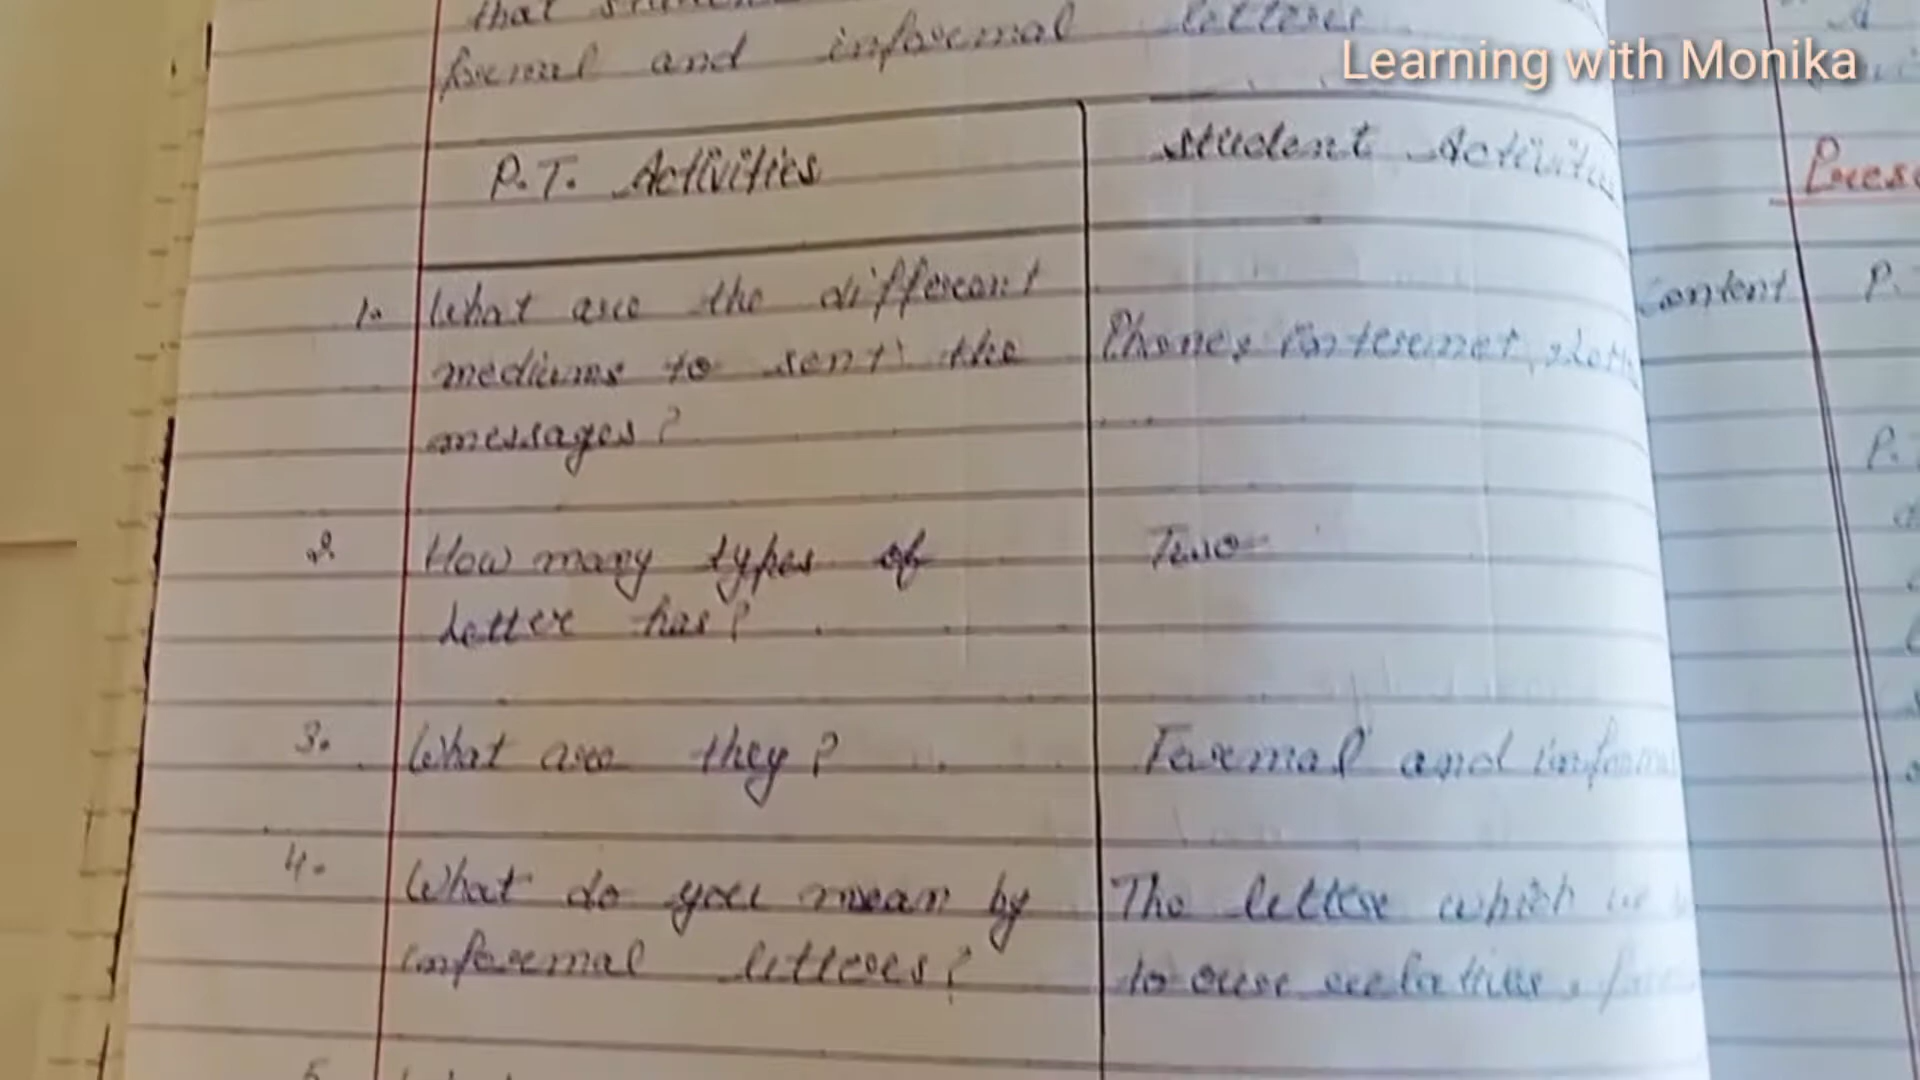 that
formal and informal letters
Learning with Monika
P.T. Activities
Student
1. What are the different
mediums to sent the
messages?
Phones, internet,
2. How many types of
letter has?
Two
3. What are they?
Formal and
4. What do you mean by
informal letters?
The letter which
to our relatives,
5.
content
P.
P.